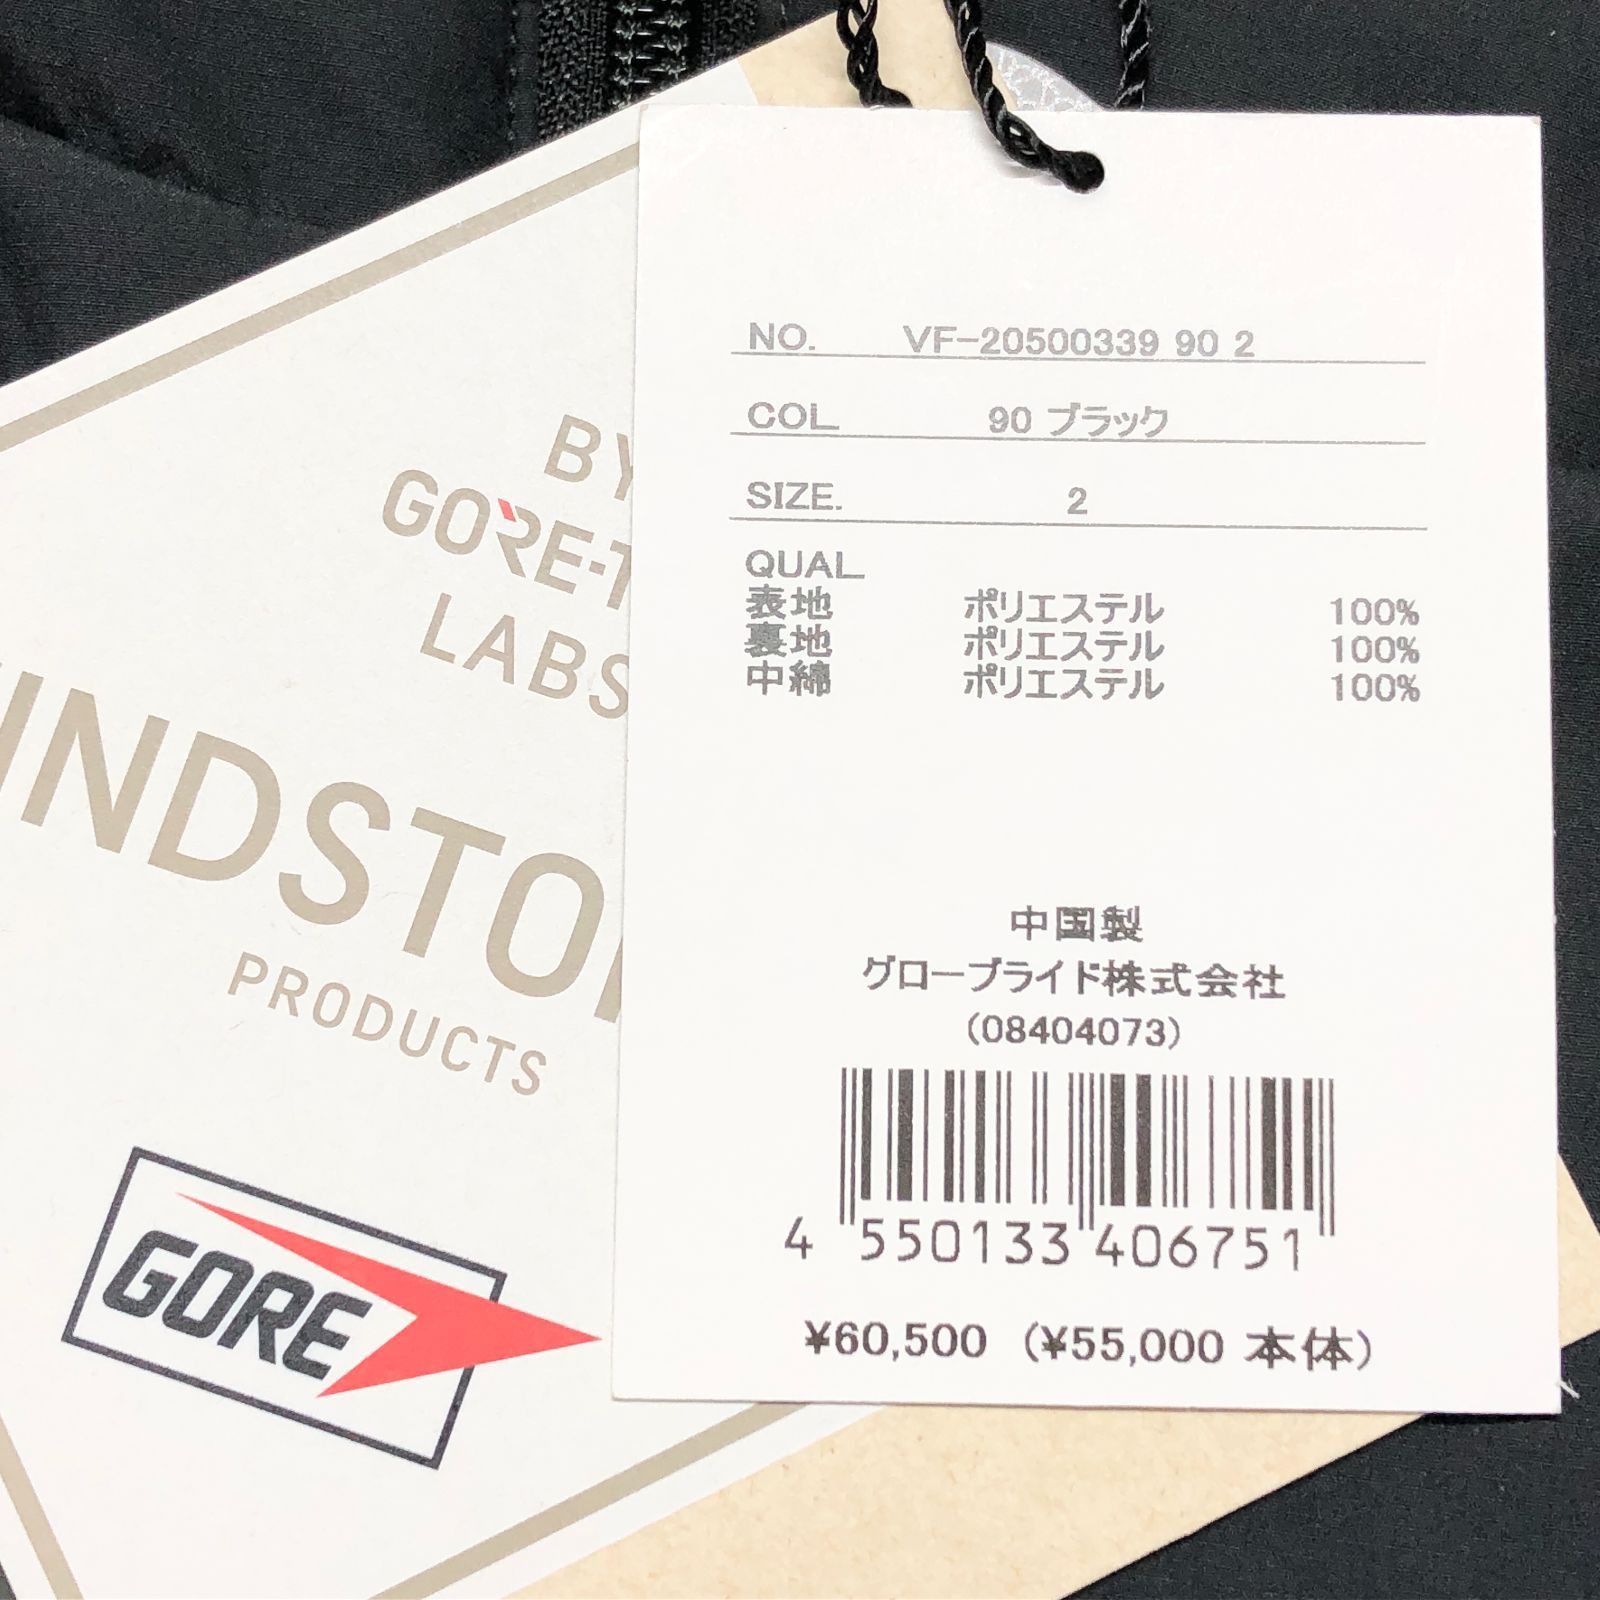 BY
GORE-T
LABS
INDSTO
PRODUCTS
GORE
NO. VF-20500339 90 2
COL 90 ブラック
SIZE. 2
QUAL
表地 ポリエステル 100%
裏地 ポリエステル 100%
中綿 ポリエステル 100%
中国製
グローブライド株式会社
(08404073)
4 550133 406751
¥60,500 (¥55,000 本体)